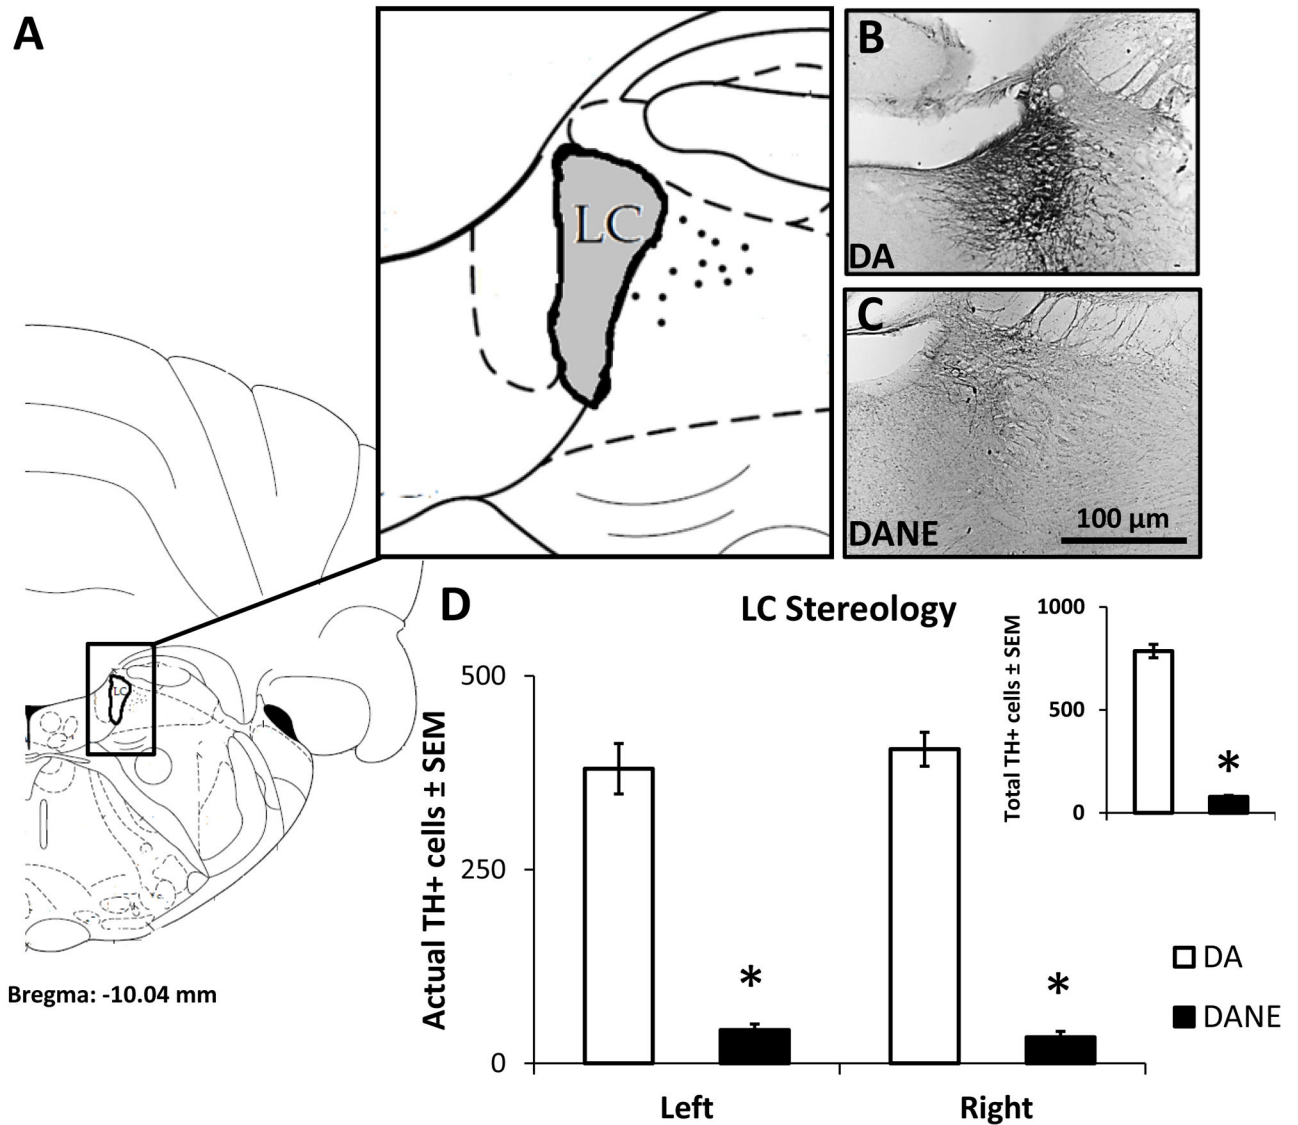 A
LC
LC
Bregma: -10.04 mm
B
DA
C
DANE
100 µm
D
LC Stereology
Actual TH+ cells ± SEM
500
250
0
*
*
Left
Right
Total TH+ cells ± SEM
1000
500
0
*
DA
DANE